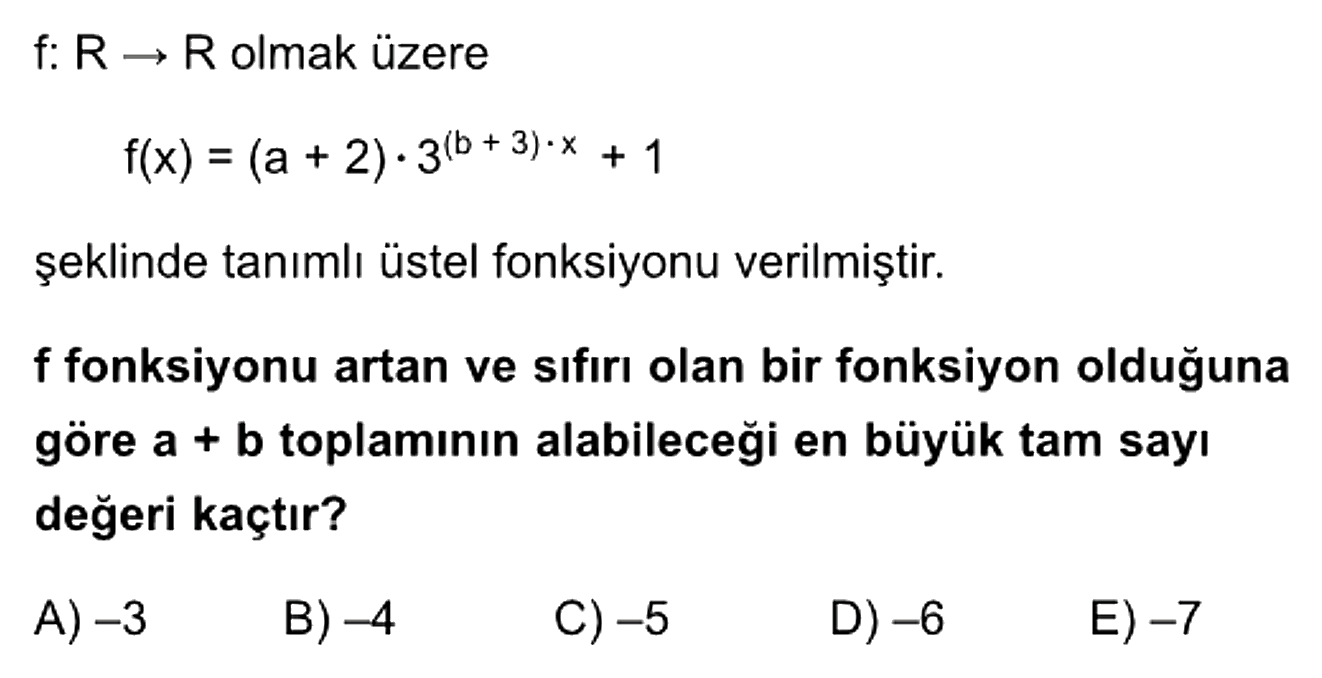 f: R → R olmak üzere
f(x) = (a + 2) · 3^(b + 3) · x + 1
şeklinde tanımlı üstel fonksiyonu verilmiştir.
f fonksiyonu artan ve sıfırı olan bir fonksiyon olduğuna
göre a + b toplamının alabileceği en büyük tam sayı
değeri kaçtır?
A) –3 B) –4 C) –5 D) –6 E) –7